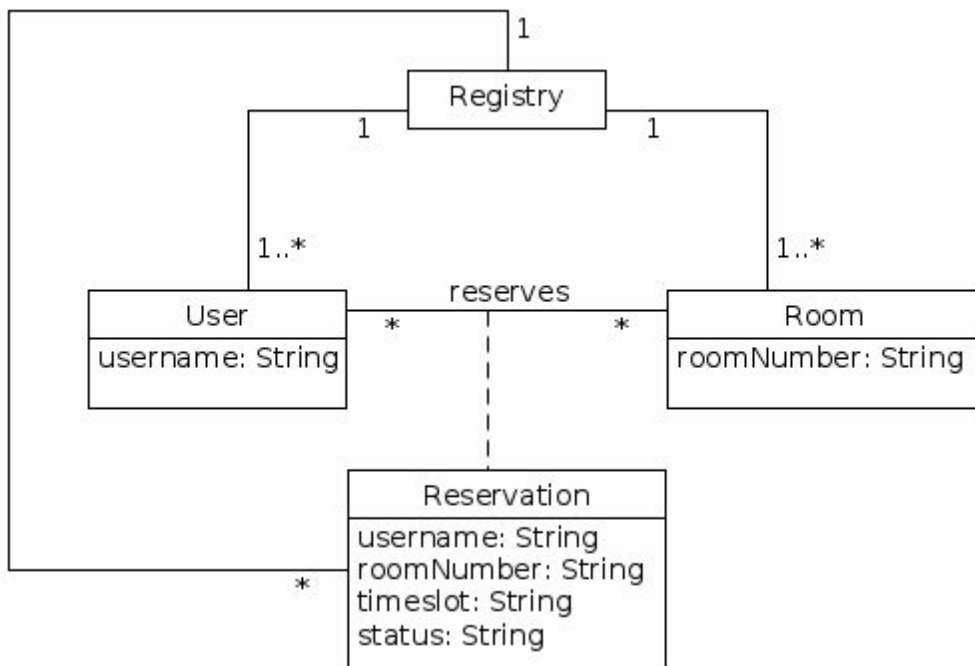 1
Registry
1
1
1..*
1..*
User
username: String
reserves
*
*
Room
roomNumber: String
Reservation
username: String
roomNumber: String
timeslot: String
status: String
*